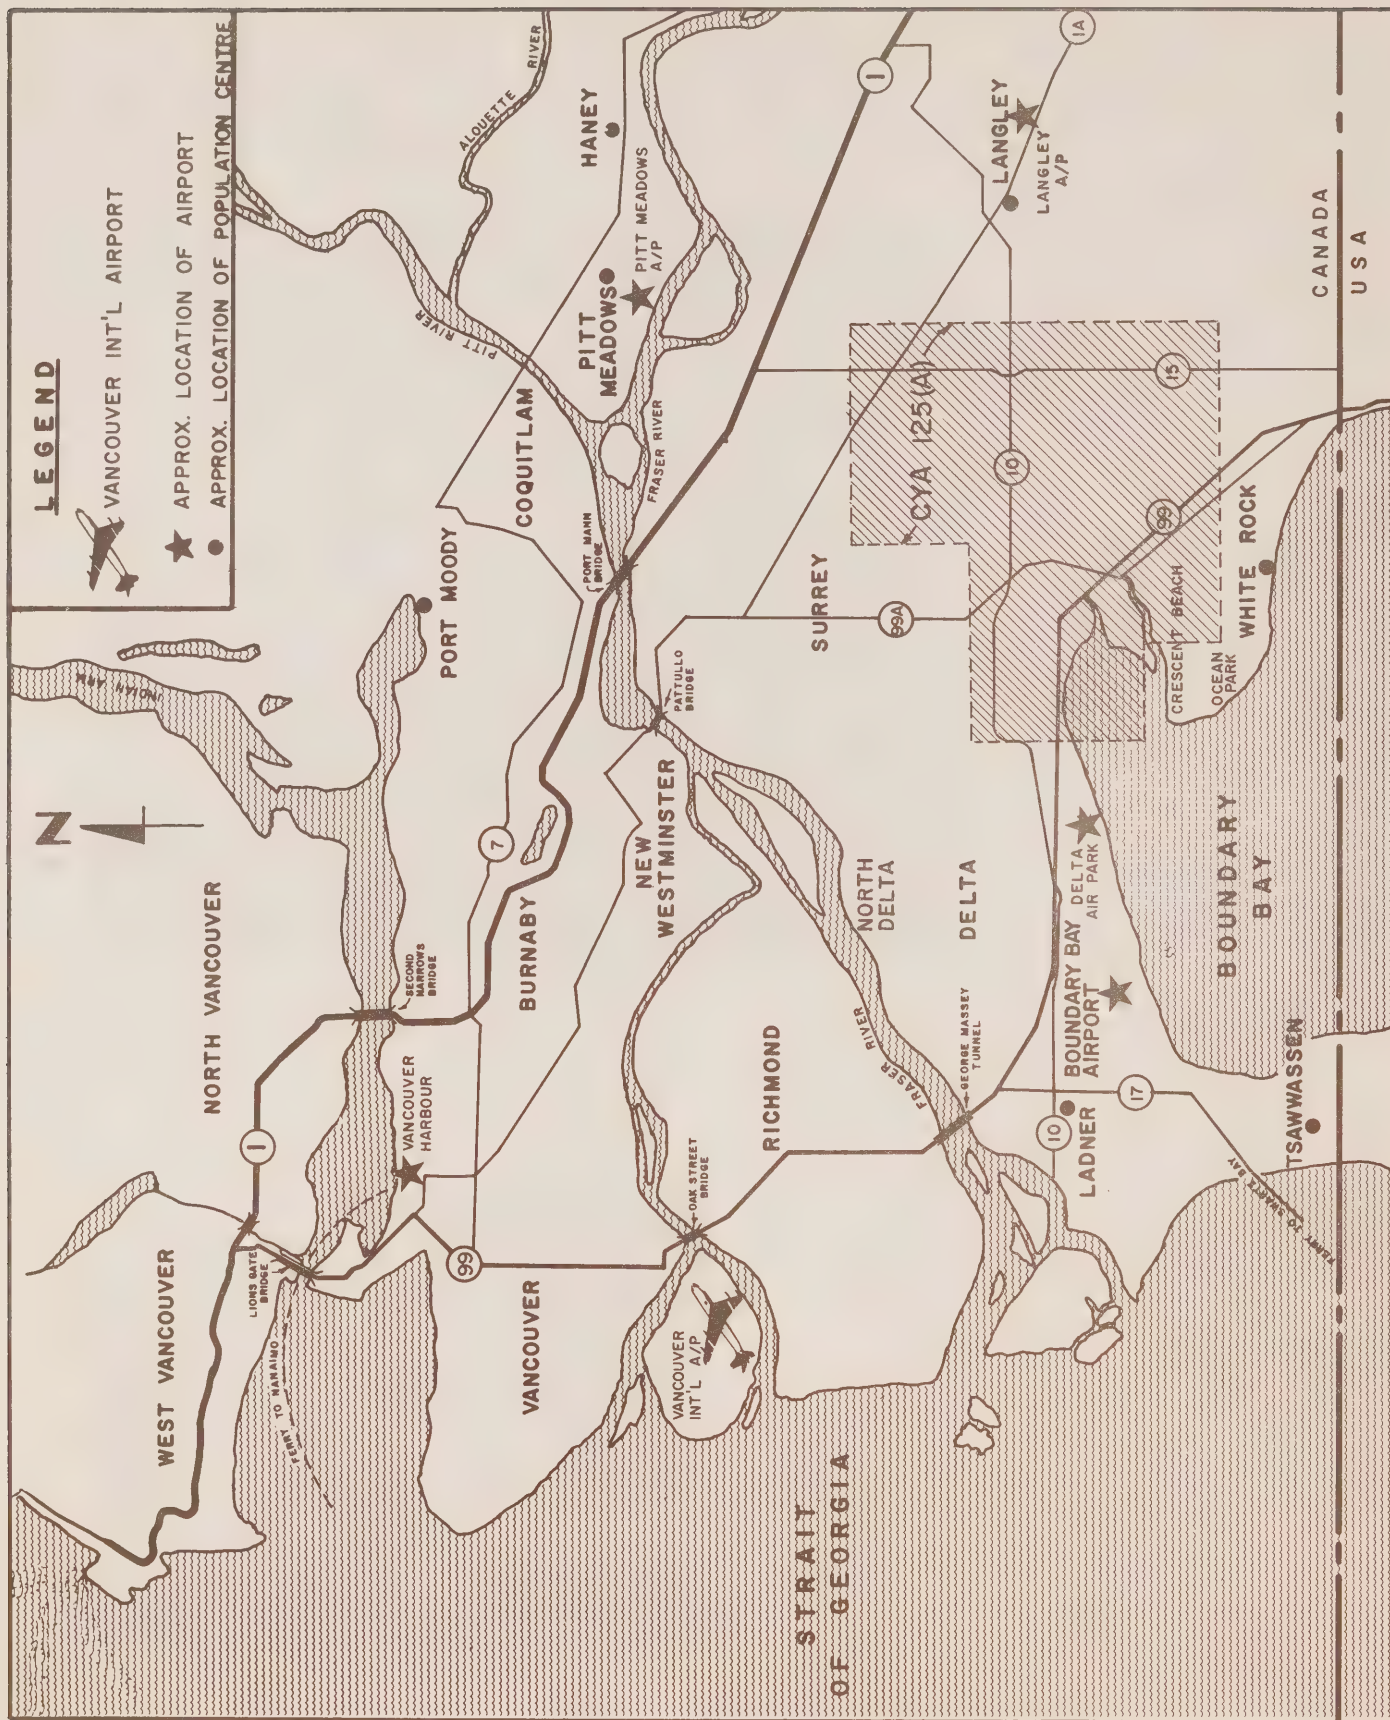 LEGEND
VANCOUVER INT'L AIRPORT
APPROX. LOCATION OF AIRPORT
APPROX. LOCATION OF POPULATION CENTRE
N
WEST VANCOUVER
NORTH VANCOUVER
1
INDIAN ARM
LIONS GATE
BRIDGE
FERRY TO NANAIMO
SECOND
NARROWS
BRIDGE
VANCOUVER
HARBOUR
PORT MOODY
COQUITLAM
PITT RIVER
ALOUETTE
RIVER
99
7
VANCOUVER
BURNABY
PORT MANN
BRIDGE
PITT
MEADOWS
HANEY
PITT MEADOWS
A/P
FRASER RIVER
NEW
WESTMINSTER
PATTULLO
BRIDGE
OAK STREET
BRIDGE
VANCOUVER
INT'L A/P
RICHMOND
SURREY
1
STRAIT
OF GEORGIA
FRASER
RIVER
NORTH
DELTA
99A
CYA 125(A)
DELTA
GEORGE MASSEY
TUNNEL
10
LANGLEY
LANGLEY
A/P
1A
10
LADNER
BOUNDARY BAY
AIRPORT
DELTA
AIR PARK
17
99
15
CRESCENT BEACH
OCEAN
PARK
WHITE ROCK
BOUNDARY
BAY
FERRY TO SWARTZ BAY
TSAWWASSEN
CANADA
USA